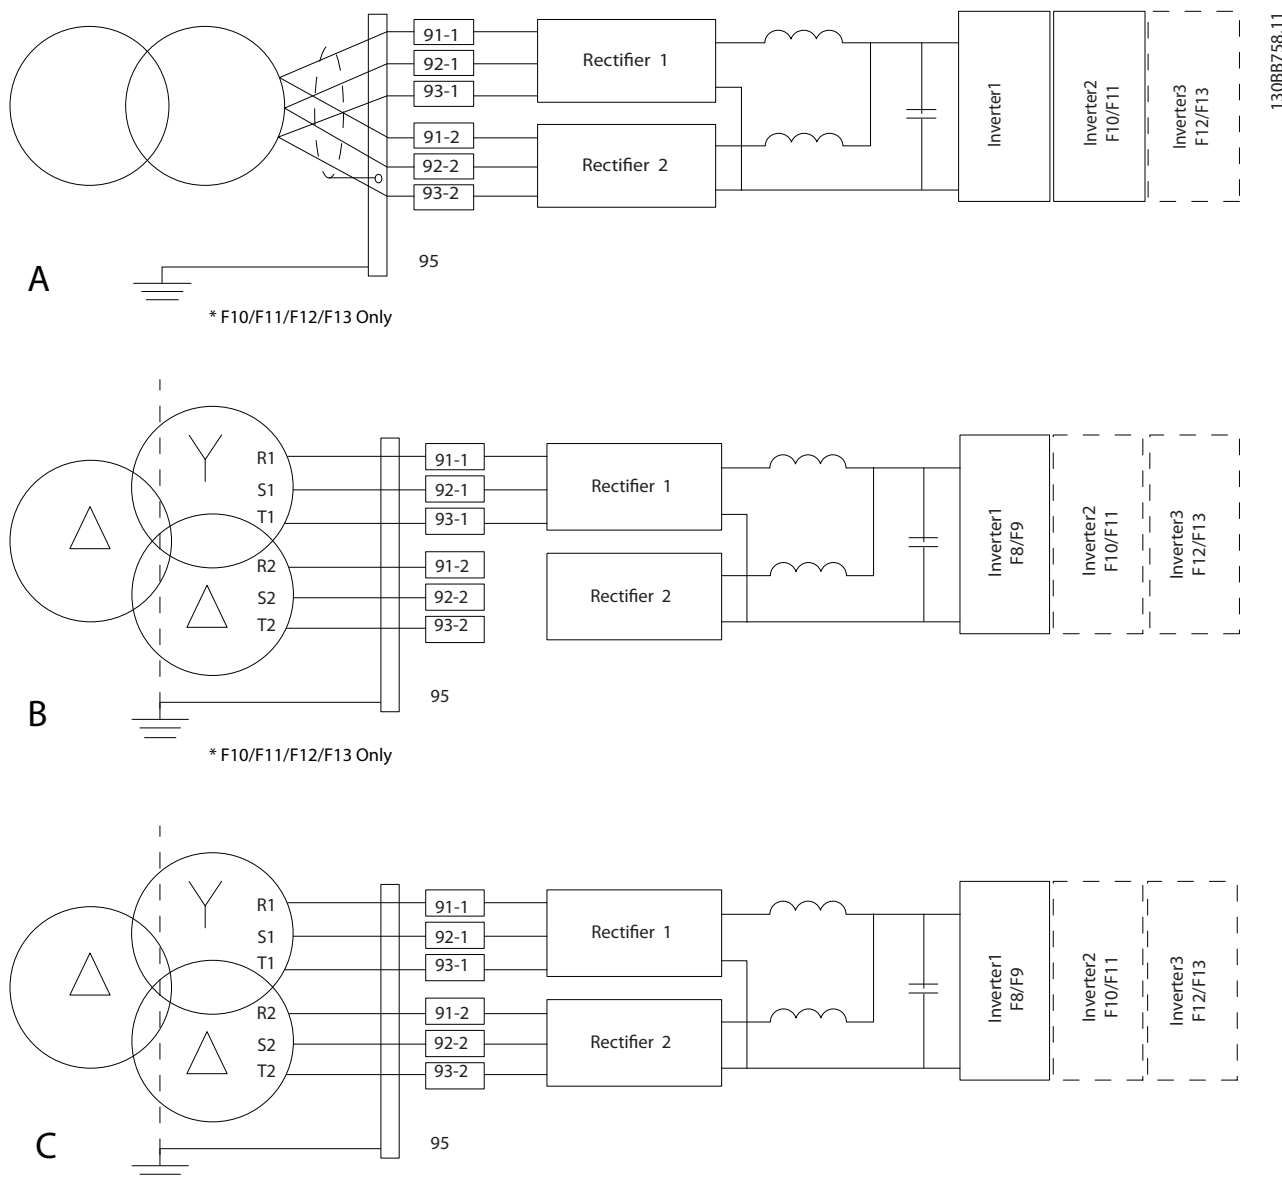 130BB758.11
91-1
92-1
93-1
91-2
92-2
93-2
Rectifier 1
Rectifier 2
Inverter1
Inverter2
F10/F11
Inverter3
F12/F13
95
A
* F10/F11/F12/F13 Only
R1
S1
T1
R2
S2
T2
91-1
92-1
93-1
91-2
92-2
93-2
Rectifier 1
Rectifier 2
Inverter1
F8/F9
Inverter2
F10/F11
Inverter3
F12/F13
95
B
* F10/F11/F12/F13 Only
R1
S1
T1
R2
S2
T2
91-1
92-1
93-1
91-2
92-2
93-2
Rectifier 1
Rectifier 2
Inverter1
F8/F9
Inverter2
F10/F11
Inverter3
F12/F13
95
C